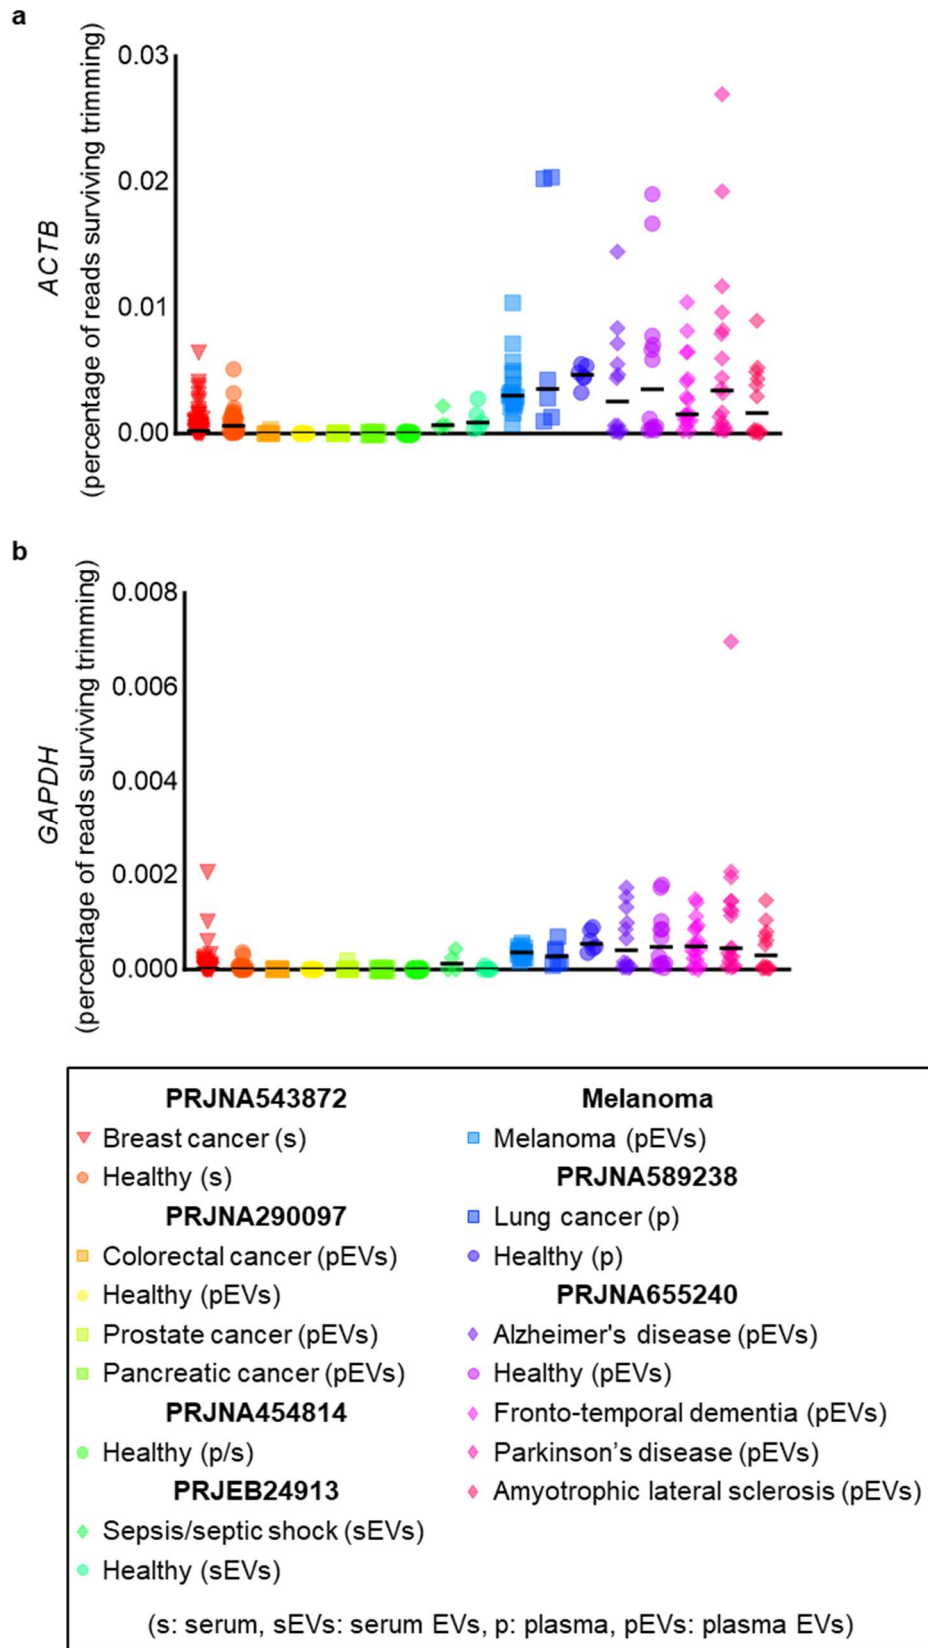 a
ACTB
(percentage of reads surviving trimming)
0.03
0.02
0.01
0.00
b
GAPDH
(percentage of reads surviving trimming)
0.008
0.006
0.004
0.002
0.000
PRJNA543872
Breast cancer (s)
Healthy (s)
PRJNA290097
Colorectal cancer (pEVs)
Healthy (pEVs)
Prostate cancer (pEVs)
Pancreatic cancer (pEVs)
PRJNA454814
Healthy (p/s)
PRJEB24913
Sepsis/septic shock (sEVs)
Healthy (sEVs)
Melanoma
Melanoma (pEVs)
PRJNA589238
Lung cancer (p)
Healthy (p)
PRJNA655240
Alzheimer's disease (pEVs)
Healthy (pEVs)
Fronto-temporal dementia (pEVs)
Parkinson’s disease (pEVs)
Amyotrophic lateral sclerosis (pEVs)
(s: serum, sEVs: serum EVs, p: plasma, pEVs: plasma EVs)